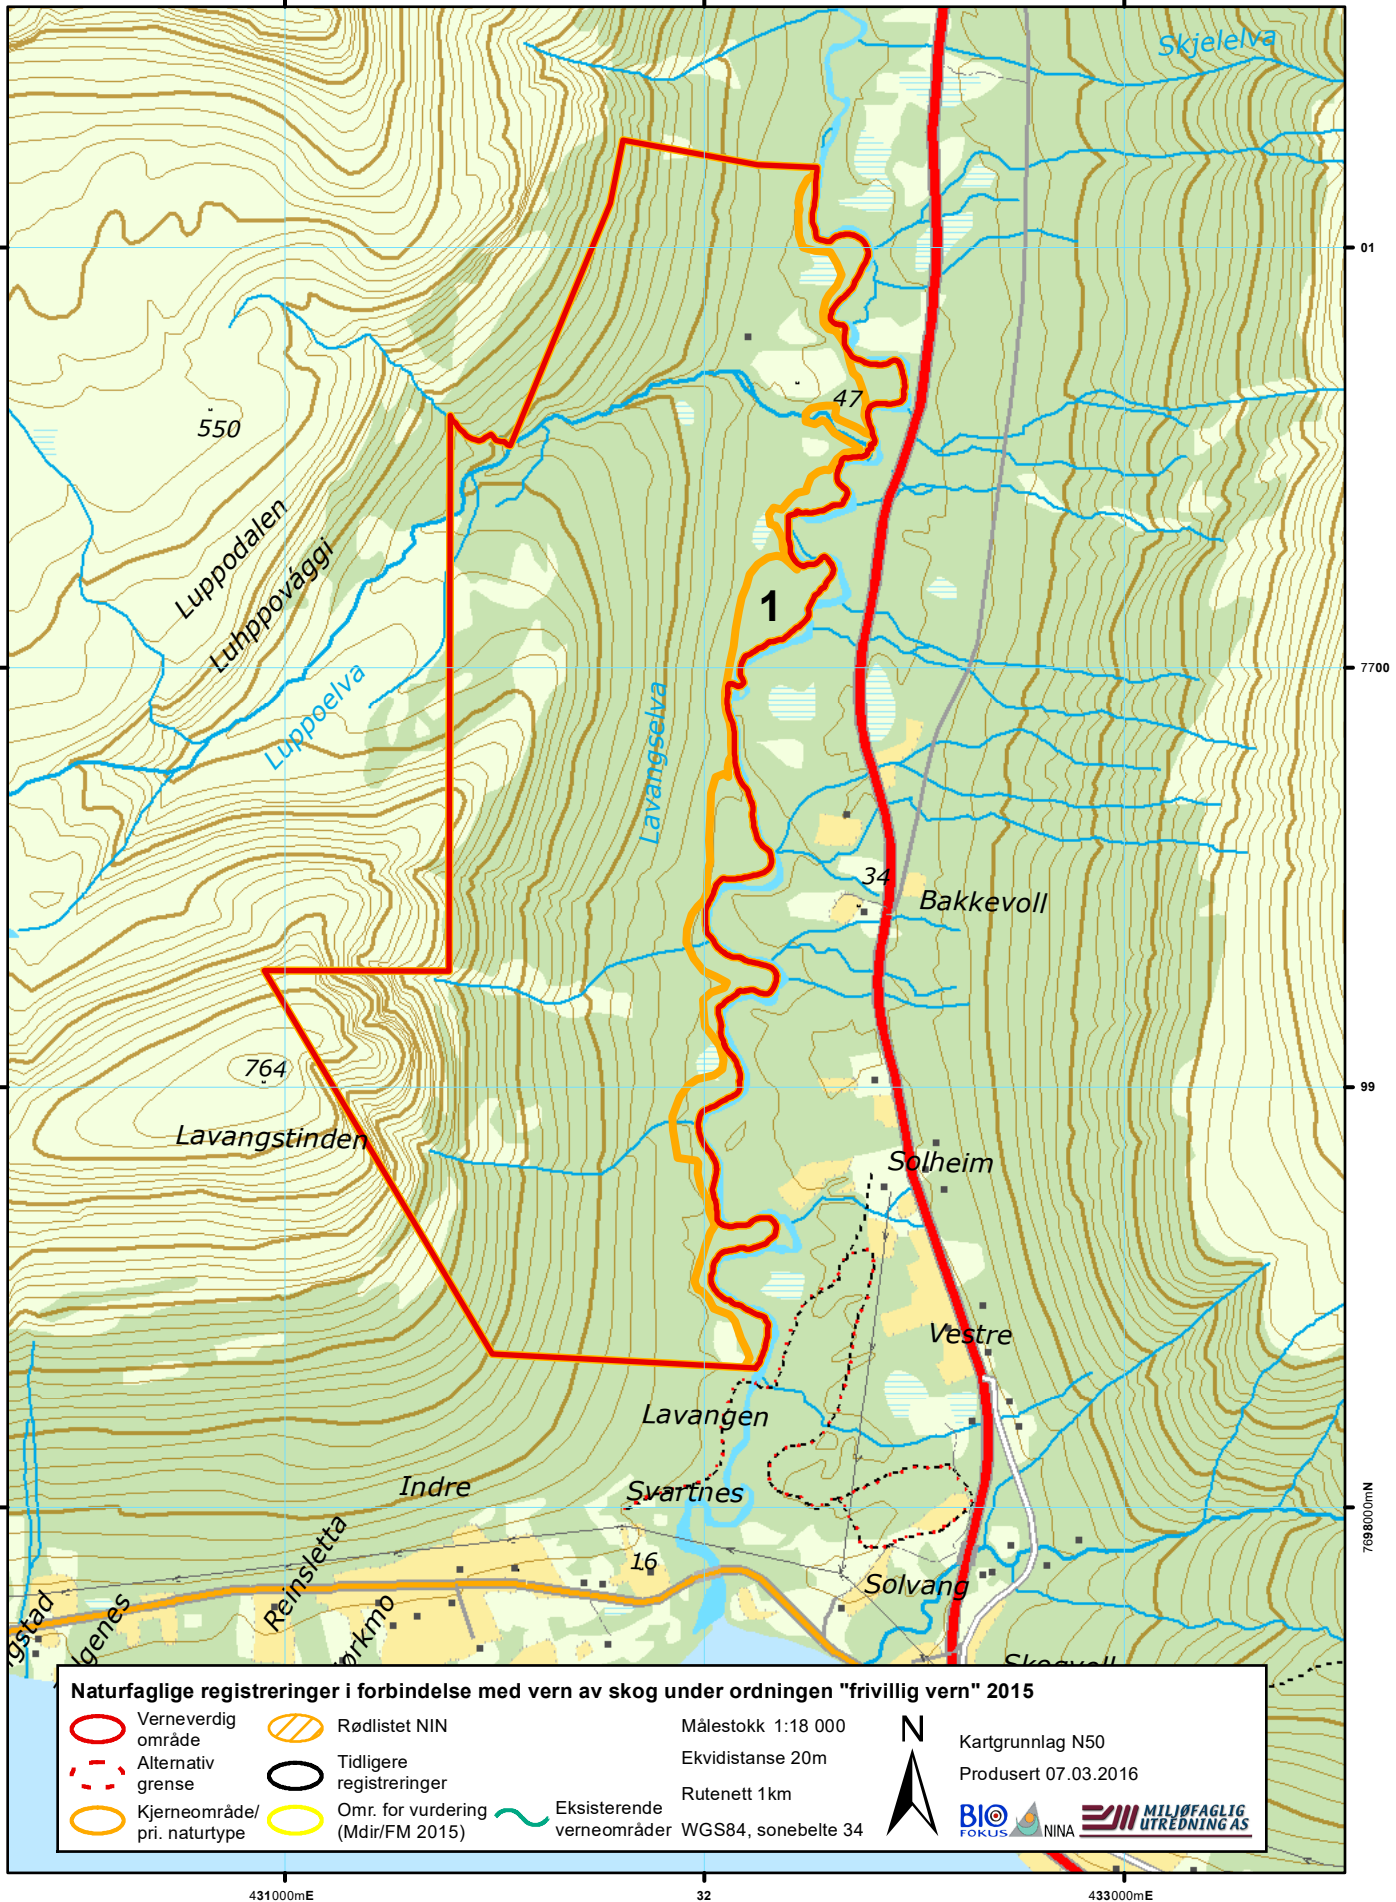 Skjelelva
01
47
550
Luppodalen
Luhppovággi
1
7700
Luppoelva
Lavangselva
34
Bakkevoll
764
99
Lavangstinden
Solheim
Vestre
Lavangen
Indre
Svartnes
7698000mN
Reinsletta
16
Solvang
Naturfaglige registreringer i forbindelse med vern av skog under ordningen "frivillig vern" 2015
Verneverdig
område
Alternativ
grense
Kjerneområde/
pri. naturtype
Rødlistet NIN
Tidligere
registreringer
Omr. for vurdering
(Mdir/FM 2015)
Eksisterende
verneområder
Målestokk 1:18 000
Ekvidistanse 20m
Rutenett 1km
WGS84, sonebelte 34
N
Kartgrunnlag N50
Produsert 07.03.2016
BIO
FOKUS
NINA
MILJØFAGLIG
UTREDNING AS
431000mE
32
433000mE